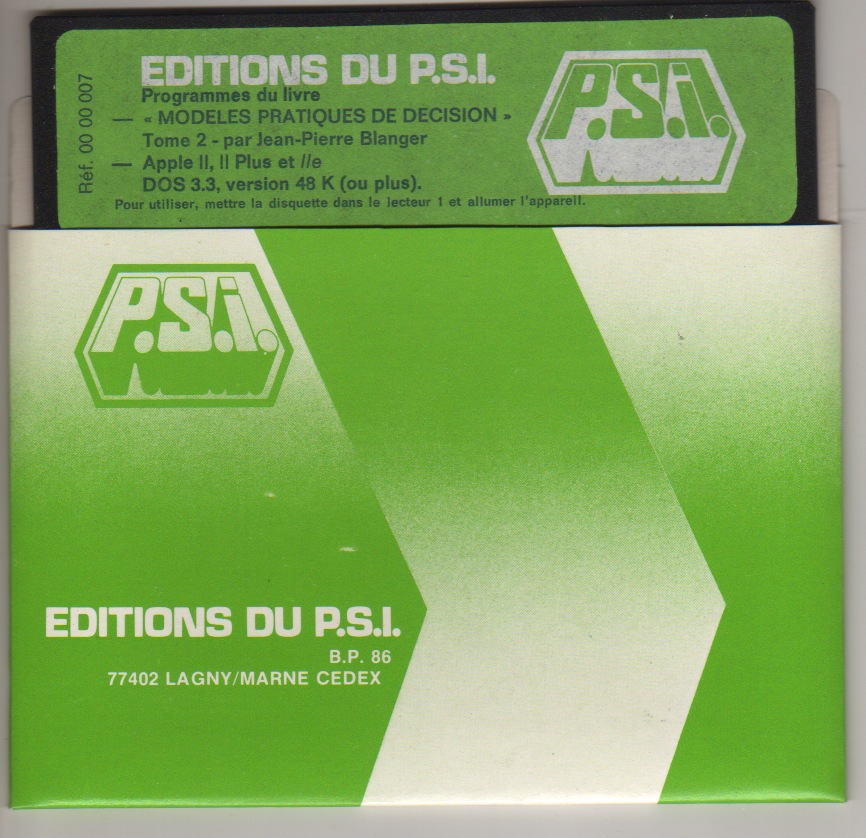 EDITIONS DU P.S.I.
P.S.i.
Réf. 00 00 007
Programmes du livre
— « MODELES PRATIQUES DE DECISION »
Tome 2 - par Jean-Pierre Blanger
— Apple II, II Plus et //e
DOS 3.3, version 48 K (ou plus).
Pour utiliser, mettre la disquette dans le lecteur 1 et allumer l'appareil.
P.S.i.
EDITIONS DU P.S.I.
B.P. 86
77402 LAGNY/MARNE CEDEX